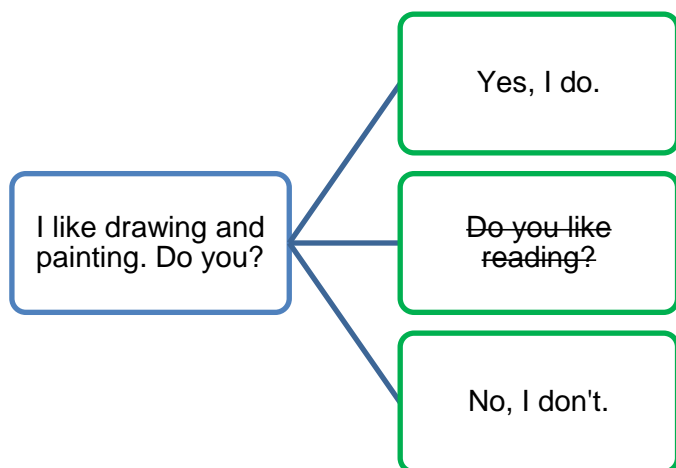 Yes, I do.
I like drawing and
painting. Do you?
Do you like
reading?
No, I don't.